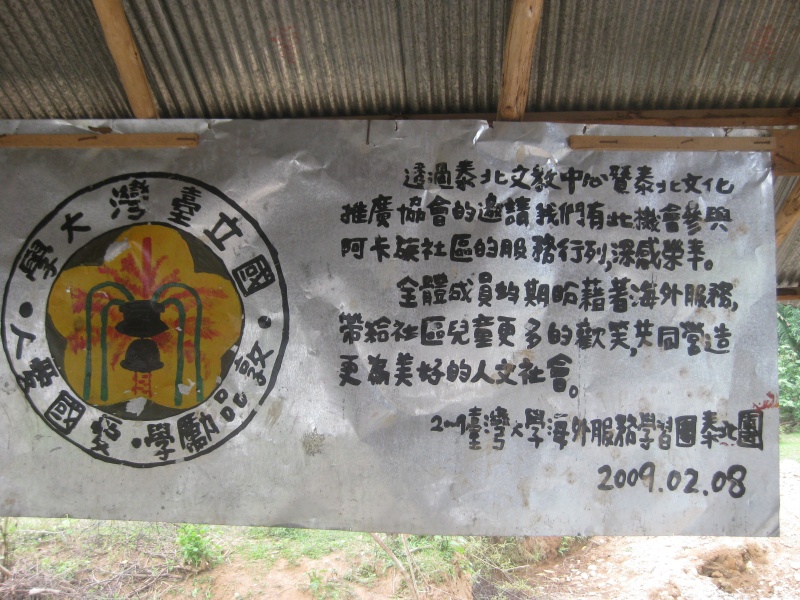 國立臺灣大學
敦品勵學・愛國愛人
透過泰北文教中心暨泰北文化
推廣協會的邀請,我們有此機會參與
阿卡族社區的服務行列,深感榮幸。
全體成員均期盼藉著海外服務,
帶給社區兒童更多的歡笑,共同營造
更為美好的人文社會。
2009臺灣大學海外服務學習團泰北團
2009.02.08